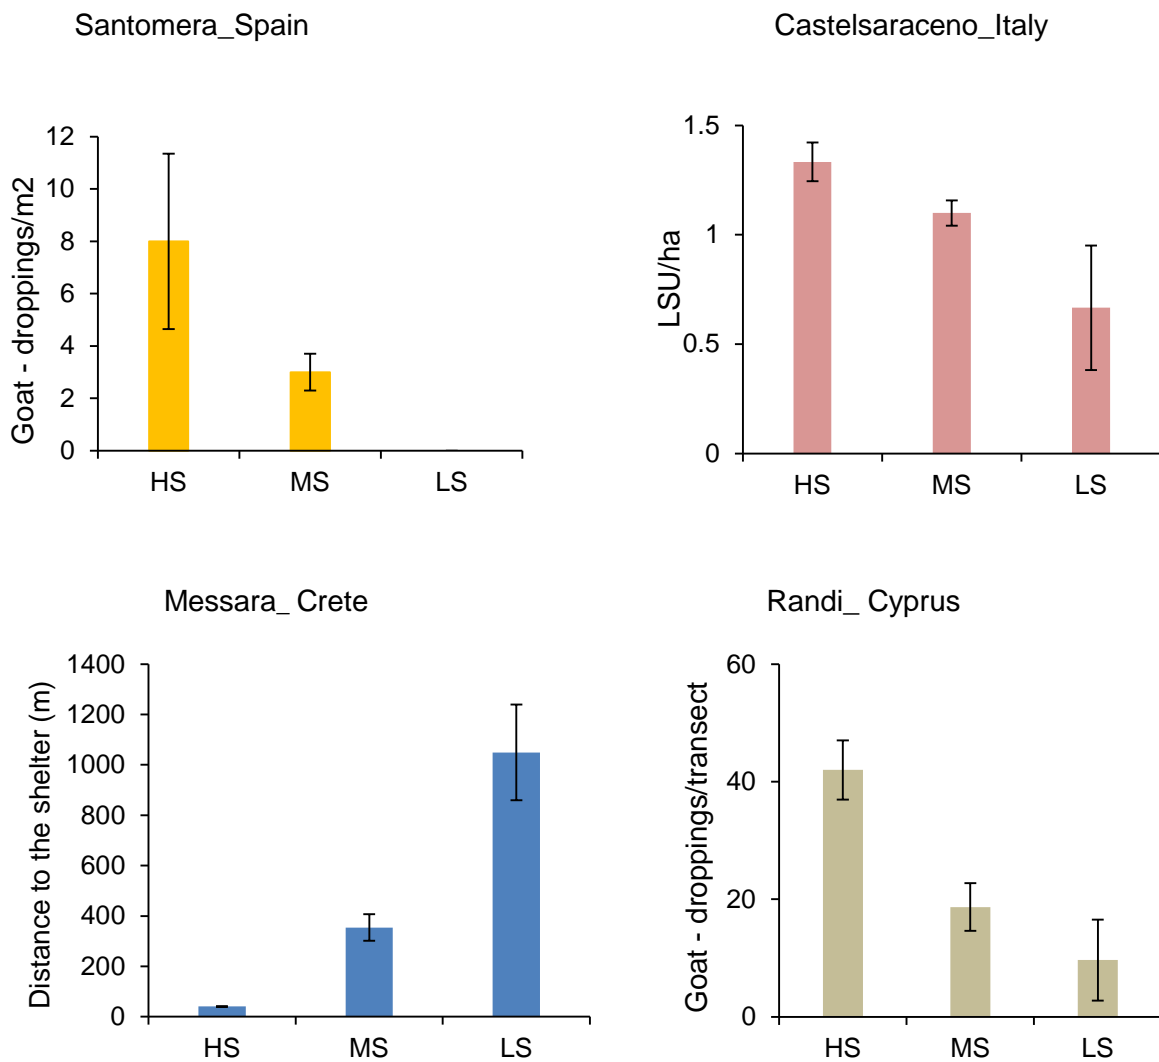 Santomera_Spain
Goat - droppings/m2
12
10
8
6
4
2
0
HS MS LS
Castelsaraceno_Italy
LSU/ha
1.5
1
0.5
0
HS MS LS
Messara_ Crete
Distance to the shelter (m)
1400
1200
1000
800
600
400
200
0
HS MS LS
Randi_ Cyprus
Goat - droppings/transect
60
40
20
0
HS MS LS